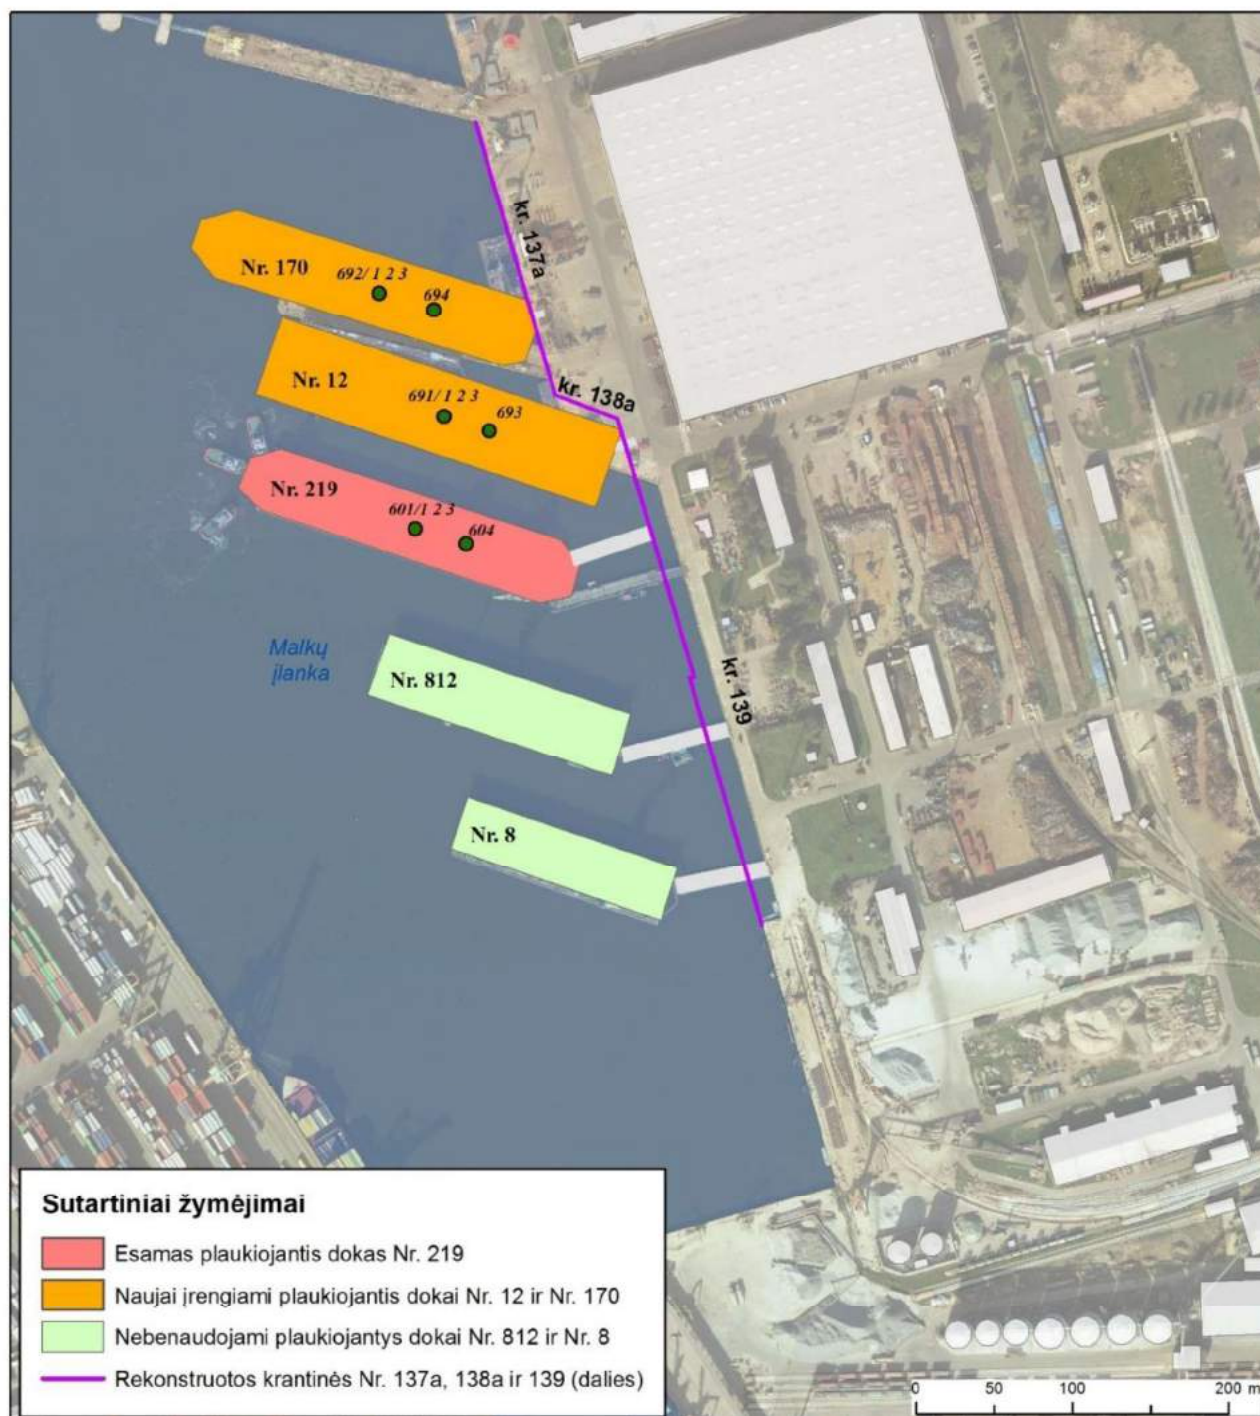 kr. 137a
Nr. 170
692/ 1 2 3
694
kr. 138a
Nr. 12
691/ 1 2 3
693
Nr. 219
601/1 2 3
604
Malkų
įlanka
Nr. 812
kr. 139
Nr. 8
Sutartiniai žymėjimai
Esamas plaukiojantis dokas Nr. 219
Naujai įrengiami plaukiojantis dokai Nr. 12 ir Nr. 170
Nebenaudojami plaukiojantys dokai Nr. 812 ir Nr. 8
Rekonstruotos krantinės Nr. 137a, 138a ir 139 (dalies)
0 50 100 200 m